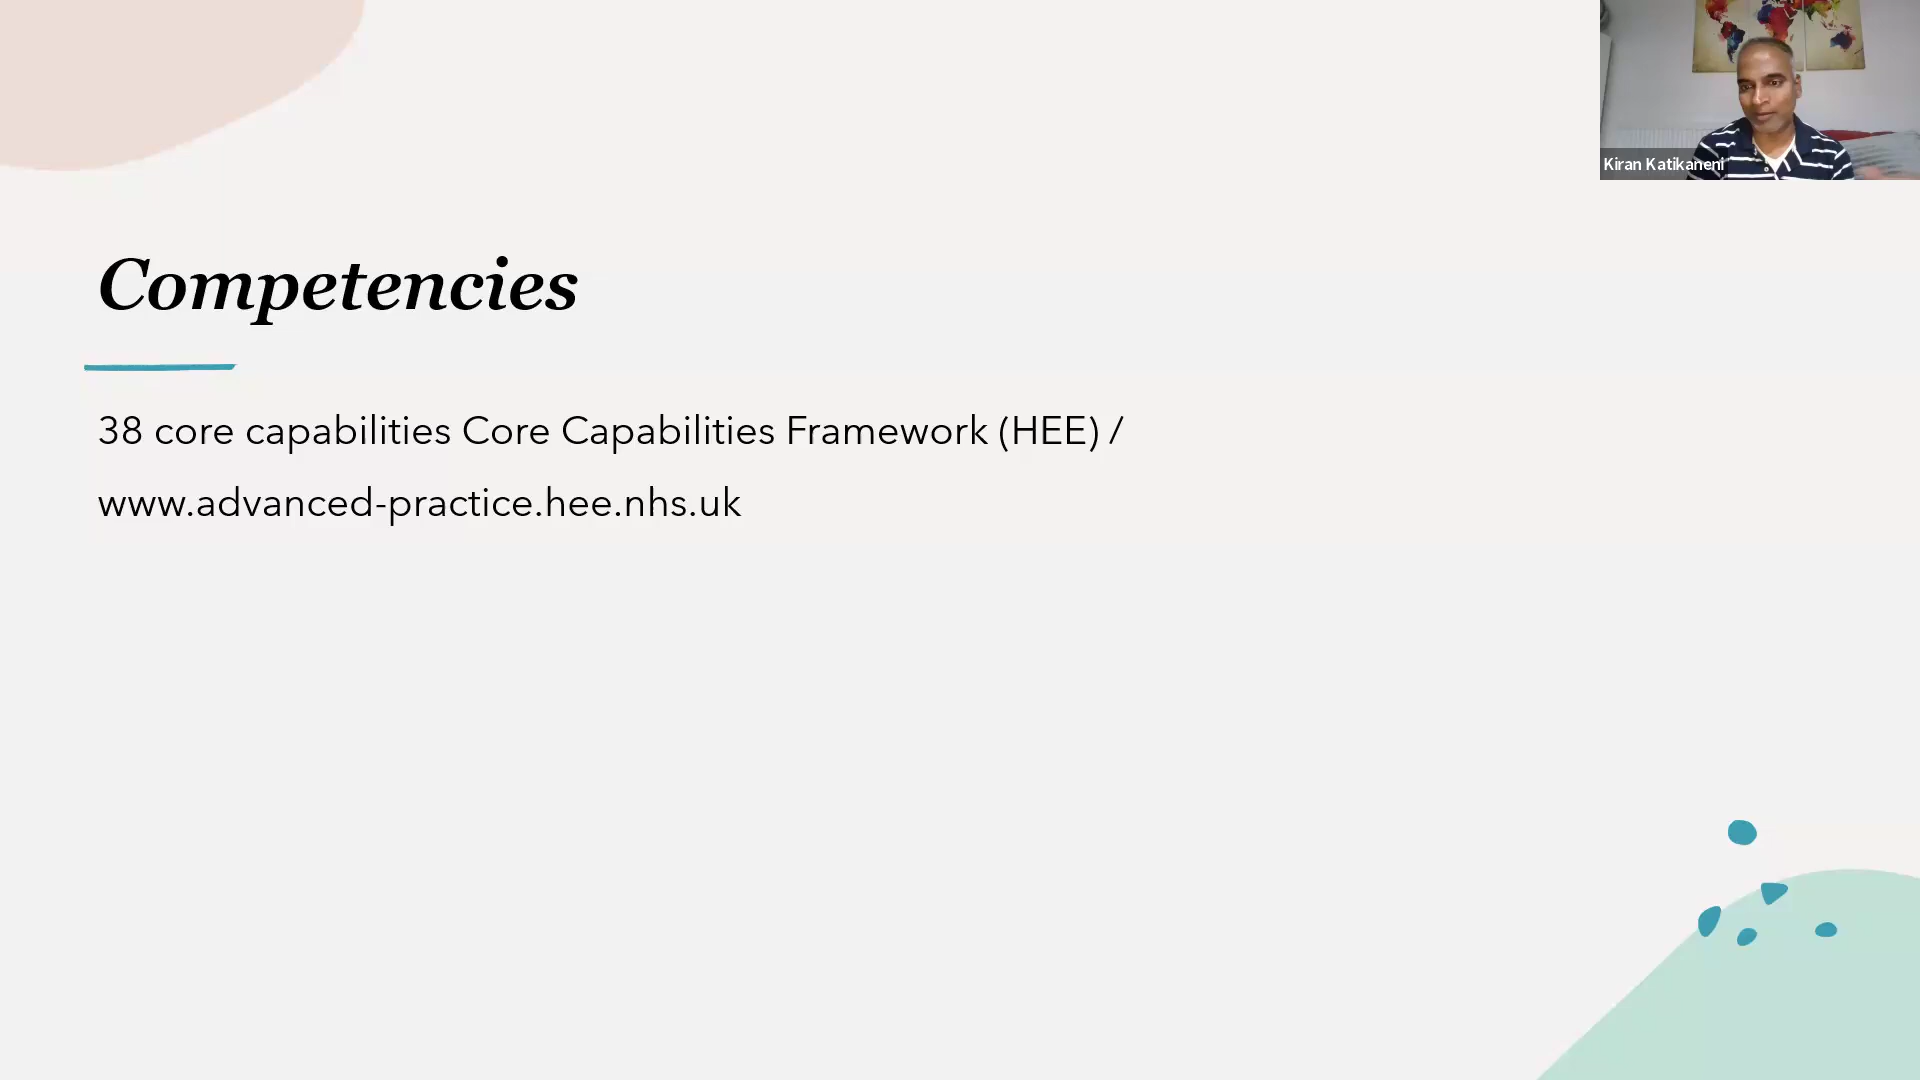 Kiran Katikaneni
Competencies
38 core capabilities Core Capabilities Framework (HEE) /
www.advanced-practice.hee.nhs.uk